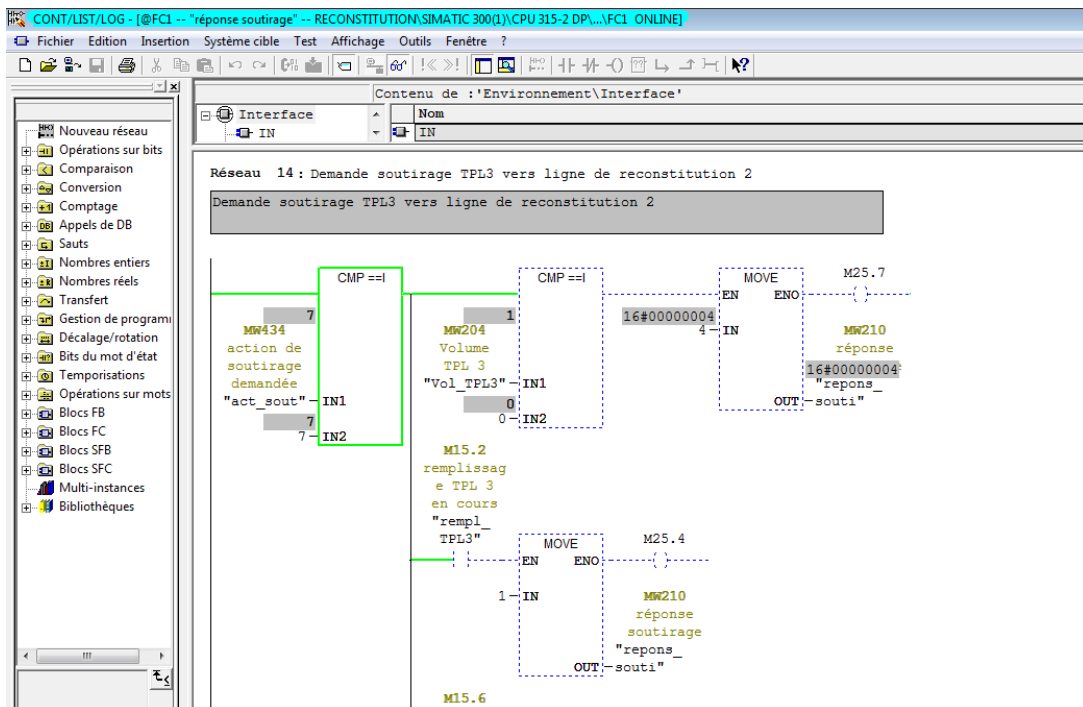 CONT/LIST/LOG - [@FC1 -- "réponse soutirage" -- RECONSTITUTION\SIMATIC 300(1)\CPU 315-2 DP\...\FC1 ONLINE]
Fichier Edition Insertion Système cible Test Affichage Outils Fenêtre ?
Contenu de :'Environnement\Interface'
Interface
IN
Nom
IN
Nouveau réseau
Opérations sur bits
Comparaison
Conversion
Comptage
Appels de DB
Sauts
Nombres entiers
Nombres réels
Transfert
Gestion de program
Décalage/rotation
Bits du mot d'état
Temporisations
Opérations sur mots
Blocs FB
Blocs FC
Blocs SFB
Blocs SFC
Multi-instances
Bibliothèques
Réseau 14 : Demande soutirage TPL3 vers ligne de reconstitution 2
Demande soutirage TPL3 vers ligne de reconstitution 2
CMP ==I
7
MW434
action de
soutirage
demandée
"act_sout" IN1
7
7 IN2
CMP ==I
1
MW204
Volume
TPL 3
"Vol_TPL3" IN1
0
0 IN2
MOVE
EN ENO
16#00000004
4 IN
OUT
M25.7
MW210
réponse
16#00000004
"repons_
souti"
M15.2
remplissag
e TPL 3
en cours
"rempl_
TPL3"
MOVE
EN ENO
1 IN
OUT
M25.4
MW210
réponse
soutirage
"repons_
souti"
M15.6